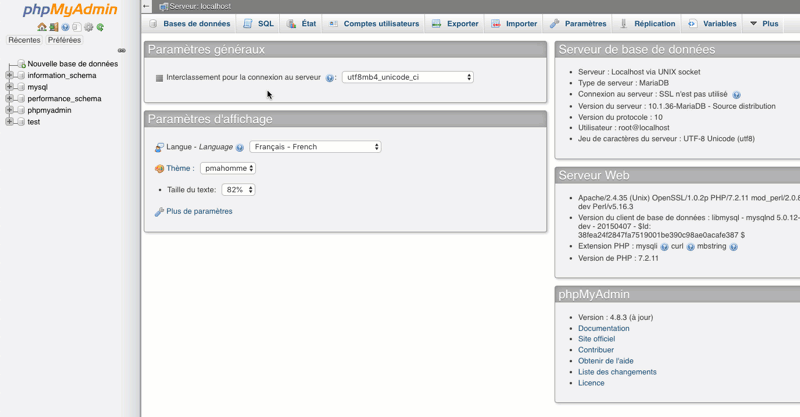 phpMyAdmin
Récentes Préférées
Nouvelle base de données
information_schema
mysql
performance_schema
phpmyadmin
test
Serveur: localhost
Bases de données SQL État Comptes utilisateurs Exporter Importer Paramètres Réplication Variables Plus
Paramètres généraux
Interclassement pour la connexion au serveur : utf8mb4_unicode_ci
Paramètres d'affichage
Langue - Language Français - French
Thème : pmahomme
Taille du texte: 82%
Plus de paramètres
Serveur de base de données
Serveur : Localhost via UNIX socket
Type de serveur : MariaDB
Connexion au serveur : SSL n'est pas utilisé
Version du serveur : 10.1.36-MariaDB - Source distribution
Version du protocole : 10
Utilisateur : root@localhost
Jeu de caractères du serveur : UTF-8 Unicode (utf8)
Serveur Web
Apache/2.4.35 (Unix) OpenSSL/1.0.2p PHP/7.2.11 mod_perl/2.0.8
dev Perl/v5.16.3
Version du client de base de données : libmysql - mysqlnd 5.0.12-
dev - 20150407 - $Id:
38fea24f2847fa7519001be390c98ae0acafe387 $
Extension PHP : mysqli curl mbstring
Version de PHP : 7.2.11
phpMyAdmin
Version : 4.8.3 (à jour)
Documentation
Site officiel
Contribuer
Obtenir de l'aide
Liste des changements
Licence